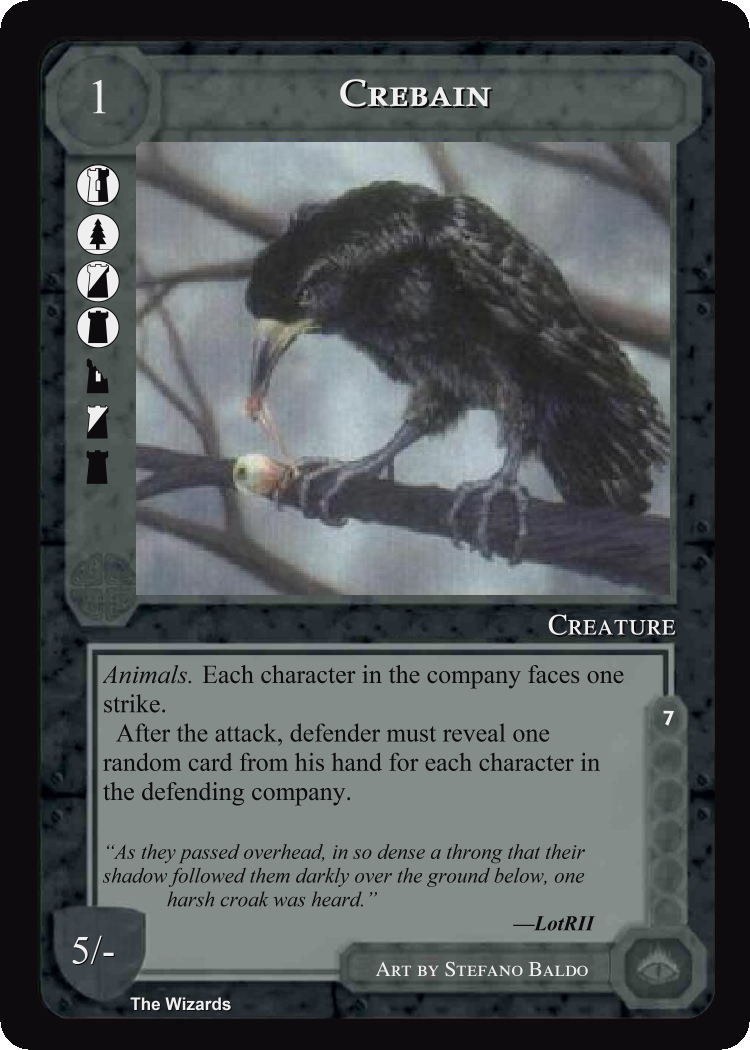 1
CREBAIN
CREATURE
Animals. Each character in the company faces one
strike.
After the attack, defender must reveal one
random card from his hand for each character in
the defending company.
7
“As they passed overhead, in so dense a throng that their
shadow followed them darkly over the ground below, one
harsh croak was heard.”
—LotRII
5/-
ART BY STEFANO BALDO
The Wizards